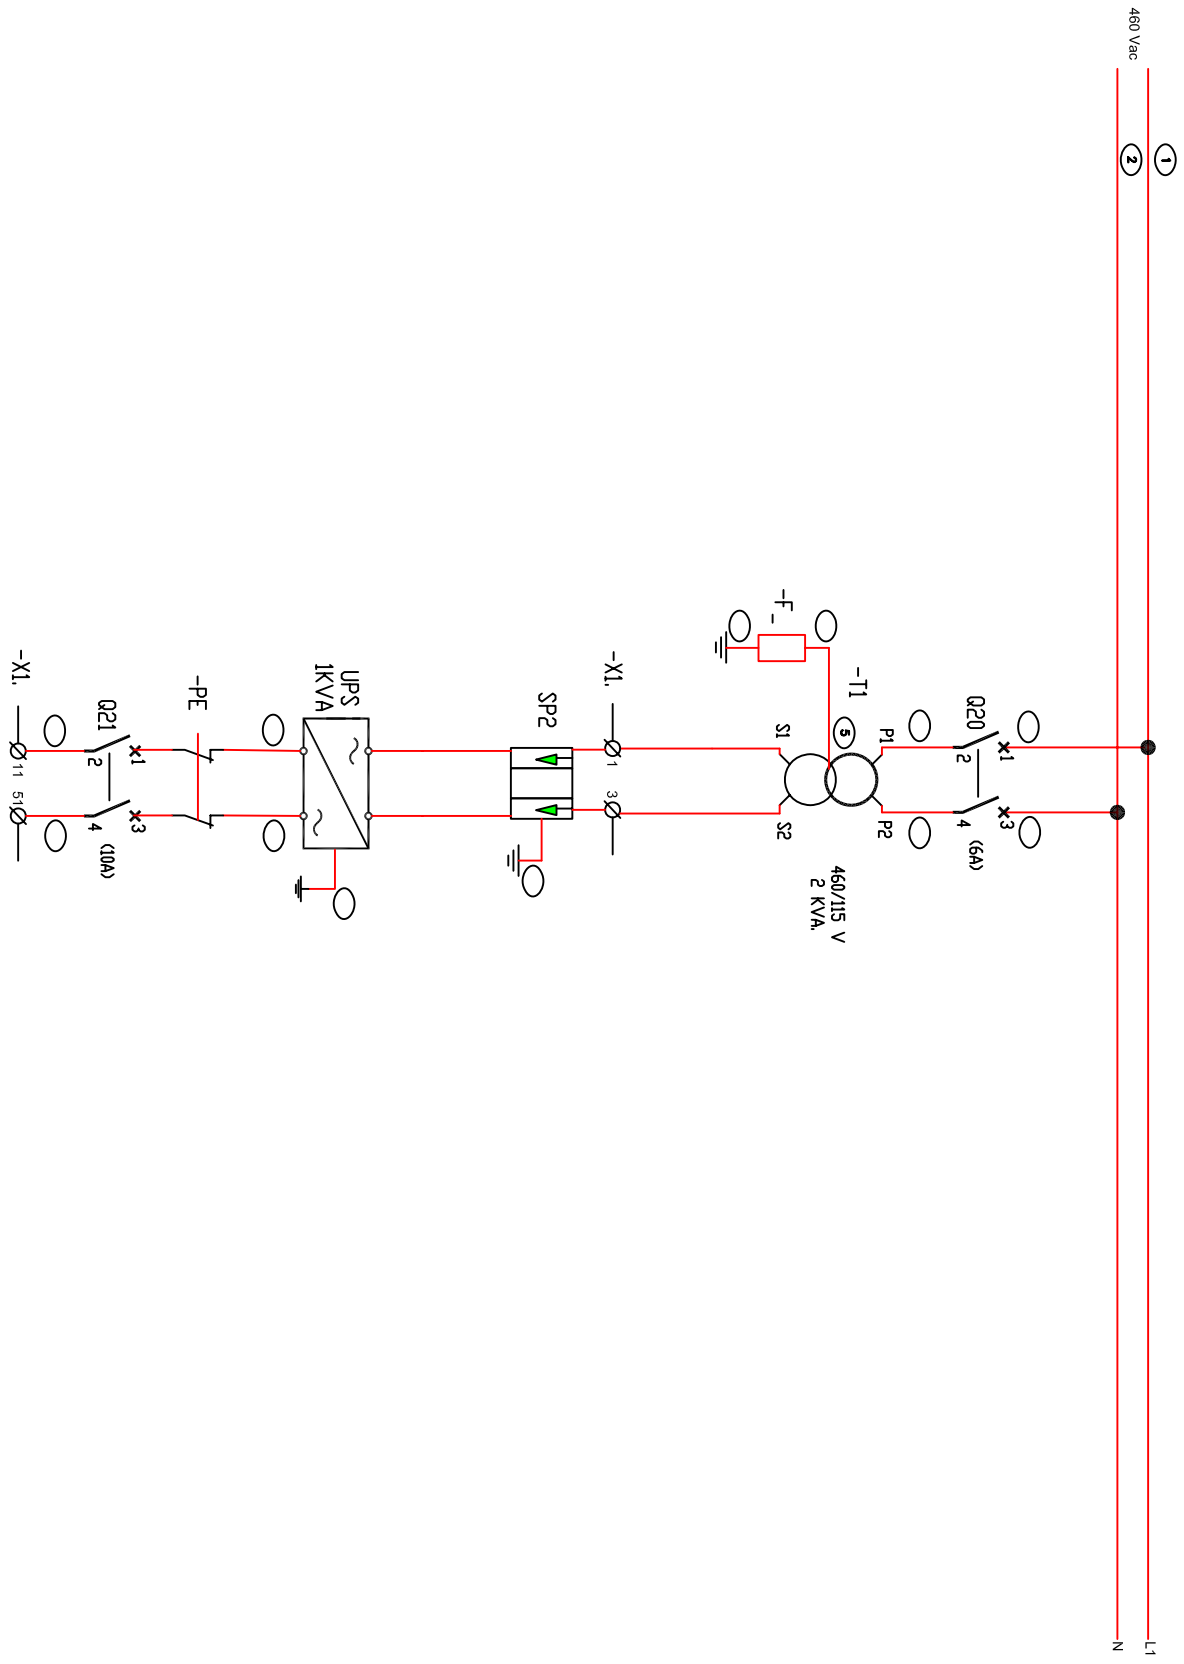 460 Vac
1
L1
2
N
Q20
1
3
2
4
(6A)
-T1
P1
P2
5
-F_
S1
S2
460/115 V
2 KVA.
-X1.
1
3
SP2
UPS
1KVA
-PE
Q21
1
3
2
4
(10A)
-X1.
11
51